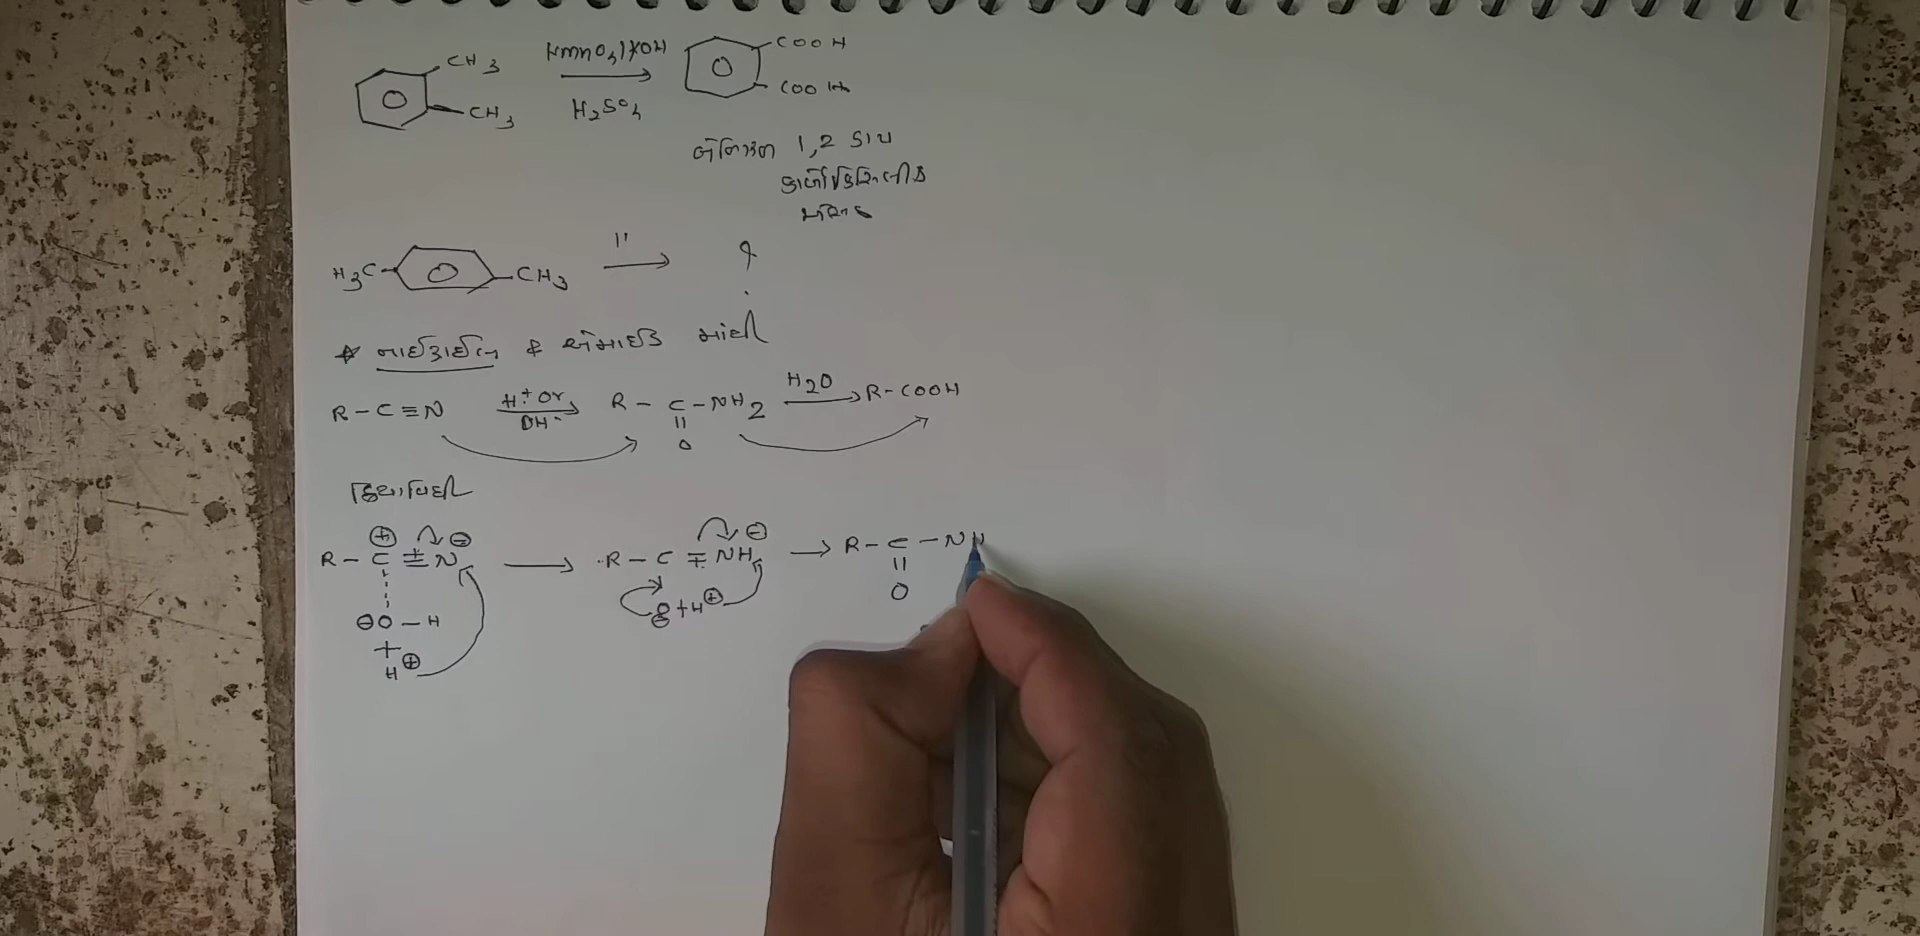 CH3 KMnO4/KOH COOH
CH3 H2SO4 COOH
બેન્ઝિન 1,2 ડાય
કાર્બોક્સિલીક
એસિડ
H3C- -CH3 " → ?
* નાઈટ્રાઈલ & એમાઈડ માંથી
R-C≡N H+ or OH- → R-C-NH2 H2O → R-COOH
=
O
ક્રિયાવિધી
⊕ ⊖ ⊖
R-C≡N → R-C=NH → R-C-NH
⊖O-H O+H⊕ O
+
H⊕